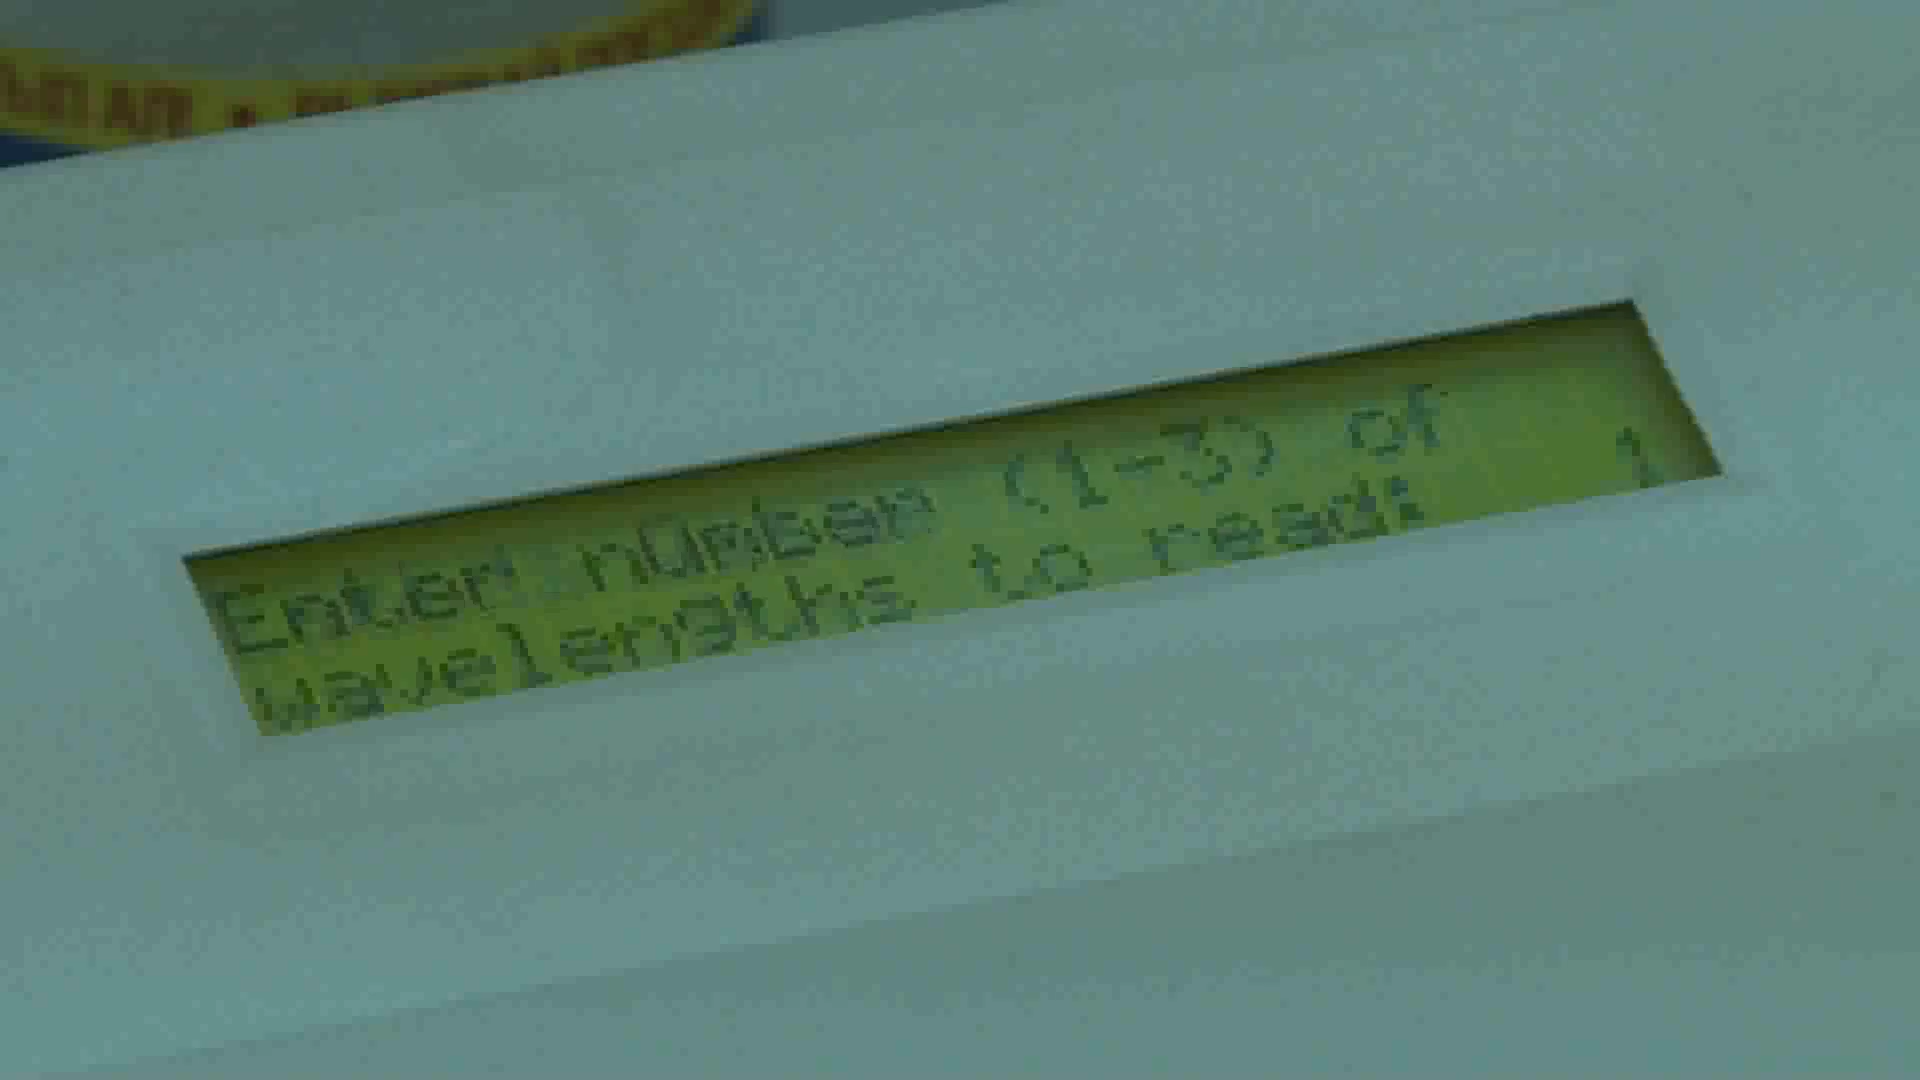 Enter number (1-3) of
wavelengths to read: 1